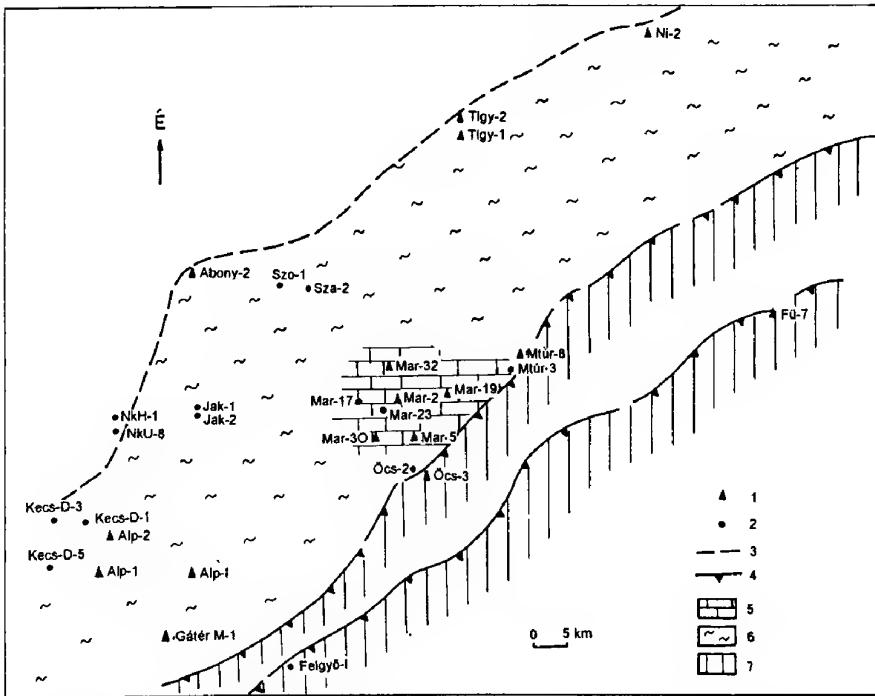 Ni-2
É
Tlgy-2
Tlgy-1
Abony-2
Szo-1
Sza-2
Fü-7
Mtúr-8
Mtúr-3
Mar-32
Mar-19
Mar-17
Mar-2
Mar-23
Mar-30
Mar-5
NkH-1
NkU-8
Jak-1
Jak-2
Öcs-2
Öcs-3
Kecs-D-3
Kecs-D-1
Alp-2
Kecs-D-5
Alp-1
Alp-I
Gátér M-1
Felgyő-I
0 5 km
1
2
3
4
5
6
7